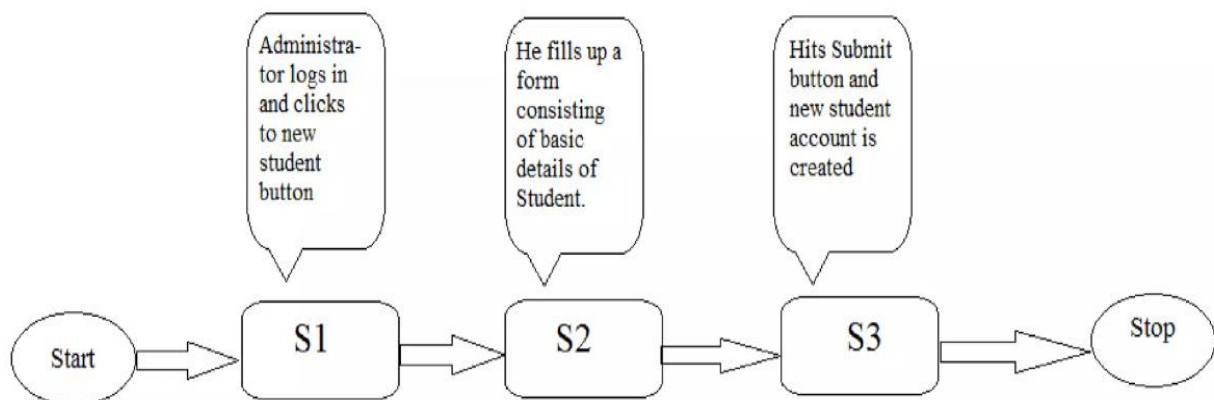 Administra-
tor logs in
and clicks
to new
student
button
He fills up a
form
consisting
of basic
details of
Student.
Hits Submit
button and
new student
account is
created
Start
S1
S2
S3
Stop